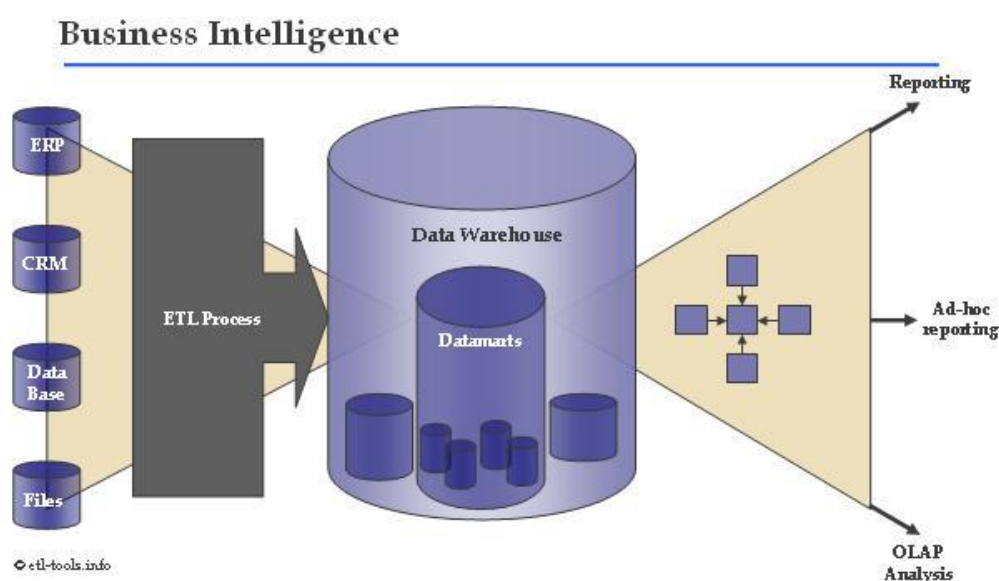 Business Intelligence
Reporting
ERP
CRM
Data
Base
Files
ETL Process
Data Warehouse
Datamarts
Ad-hoc
reporting
OLAP
Analysis
© etl-tools.info